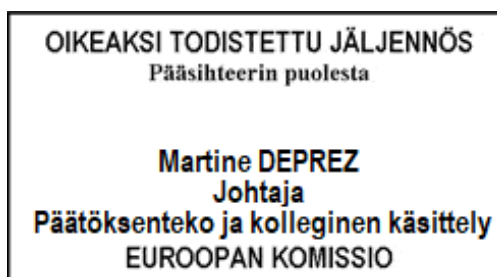 OIKEAKSI TODISTETTU JÄLJENNÖS
Pääsihteerin puolesta
Martine DEPREZ
Johtaja
Päätöksenteko ja kolleginen käsittely
EUROOPAN KOMISSIO